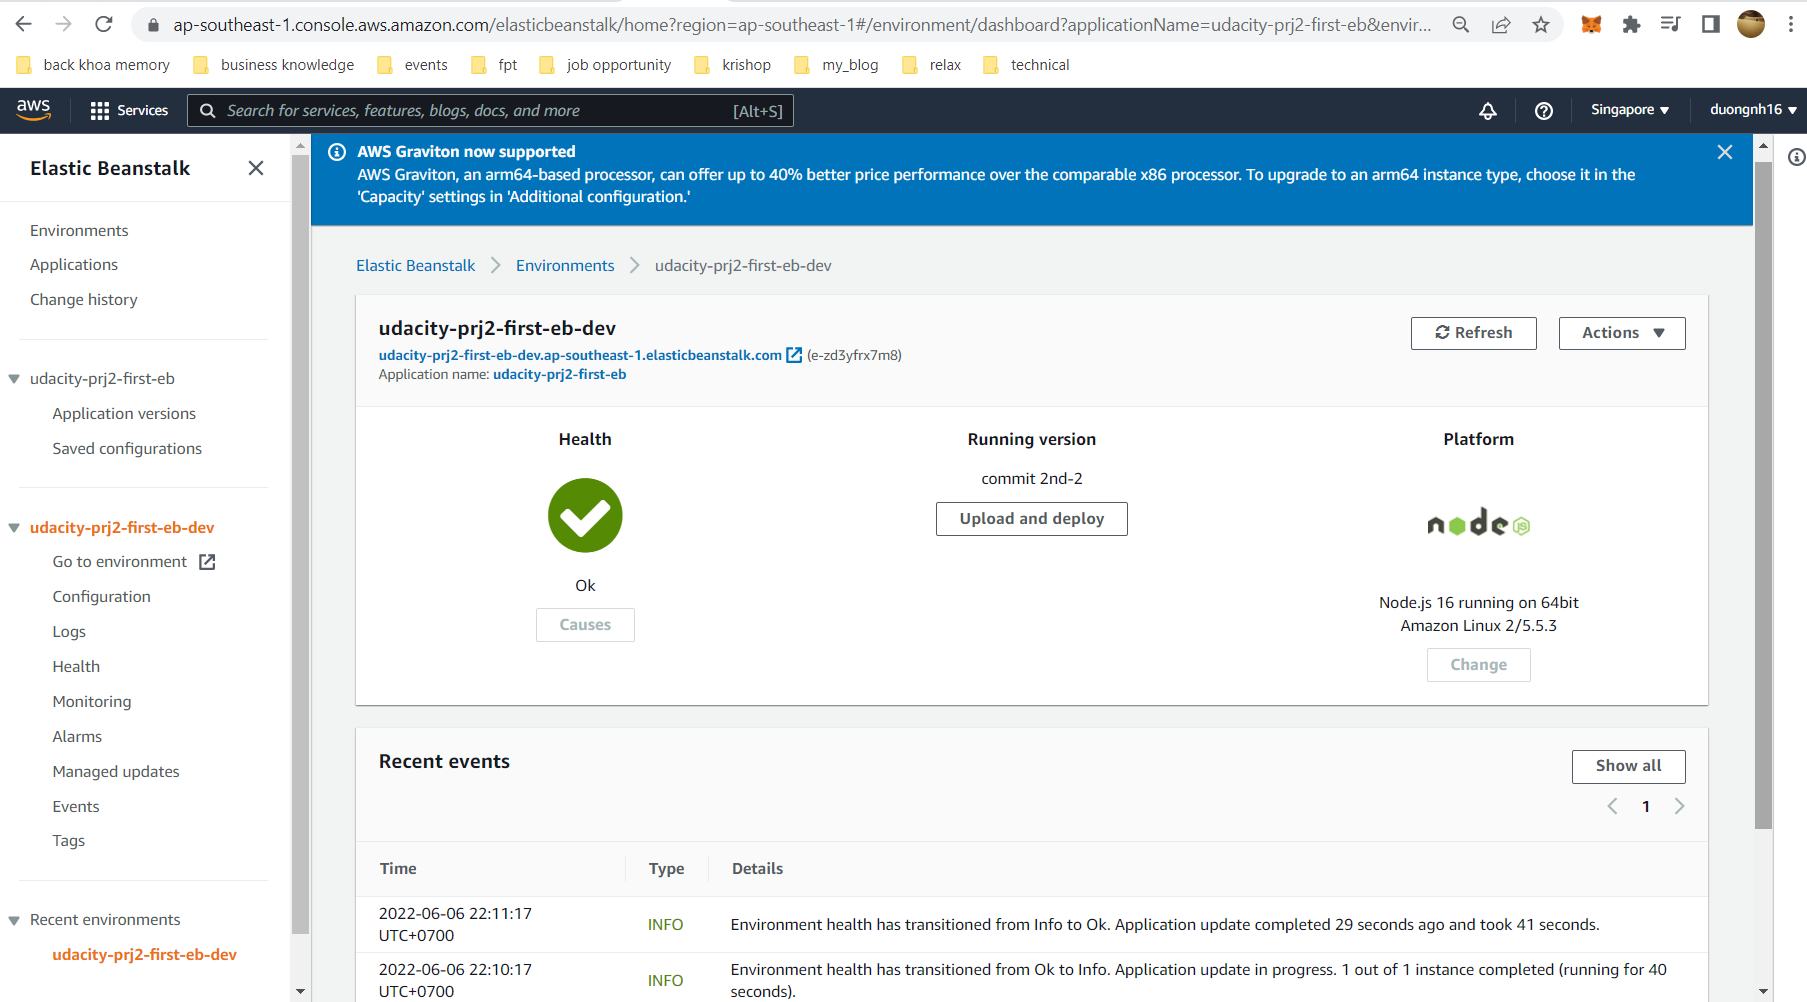 ap-southeast-1.console.aws.amazon.com/elasticbeanstalk/home?region=ap-southeast-1#/environment/dashboard?applicationName=udacity-prj2-first-eb&envir...
back khoa memory
business knowledge
events
fpt
job opportunity
krishop
my_blog
relax
technical
aws
Services
Search for services, features, blogs, docs, and more
[Alt+S]
Singapore
duongnh16
Elastic Beanstalk
Environments
Applications
Change history
udacity-prj2-first-eb
Application versions
Saved configurations
udacity-prj2-first-eb-dev
Go to environment
Configuration
Logs
Health
Monitoring
Alarms
Managed updates
Events
Tags
Recent environments
udacity-prj2-first-eb-dev
AWS Graviton now supported
AWS Graviton, an arm64-based processor, can offer up to 40% better price performance over the comparable x86 processor. To upgrade to an arm64 instance type, choose it in the
'Capacity' settings in 'Additional configuration.'
Elastic Beanstalk
Environments
udacity-prj2-first-eb-dev
udacity-prj2-first-eb-dev
udacity-prj2-first-eb-dev.ap-southeast-1.elasticbeanstalk.com (e-zd3yfrx7m8)
Application name: udacity-prj2-first-eb
Refresh
Actions
Health
Ok
Causes
Running version
commit 2nd-2
Upload and deploy
Platform
node JS
Node.js 16 running on 64bit
Amazon Linux 2/5.5.3
Change
Recent events
Show all
1
Time
Type
Details
2022-06-06 22:11:17
UTC+0700
INFO
Environment health has transitioned from Info to Ok. Application update completed 29 seconds ago and took 41 seconds.
2022-06-06 22:10:17
UTC+0700
INFO
Environment health has transitioned from Ok to Info. Application update in progress. 1 out of 1 instance completed (running for 40
seconds).